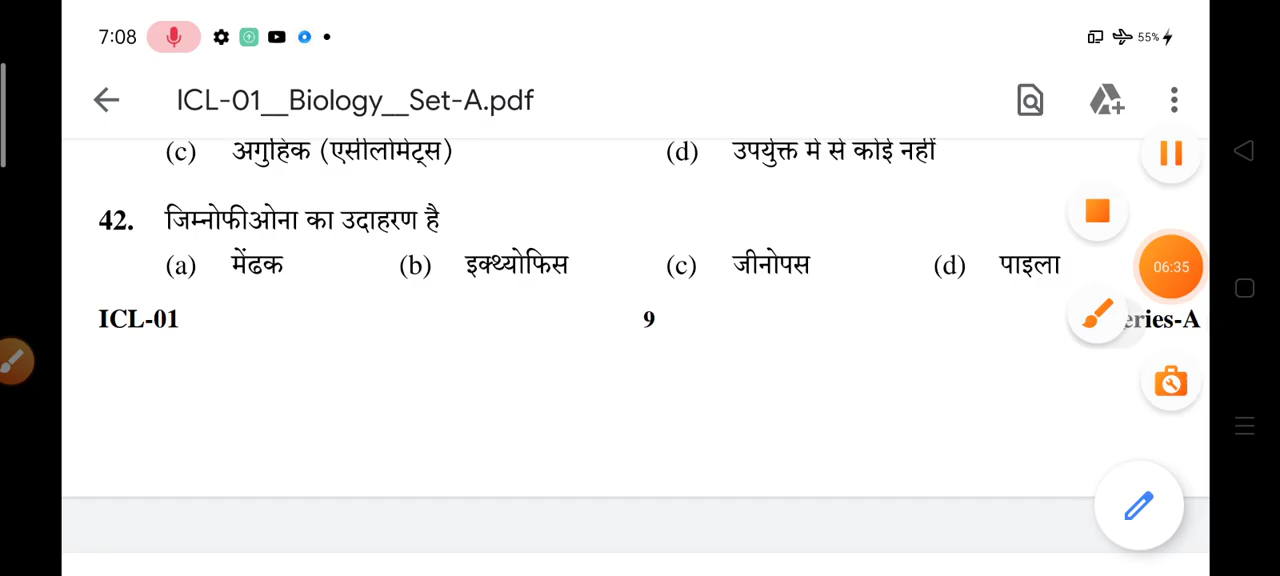 7:08
55%
ICL-01__Biology__Set-A.pdf
(c) अगुहिक (एसीलोमेट्स) (d) उपर्युक्त में से कोई नहीं
42. जिम्नोफीओना का उदाहरण है
(a) मेंढक (b) इक्थ्योफिस (c) जीनोपस (d) पाइला
06:35
ICL-01 9 eries-A